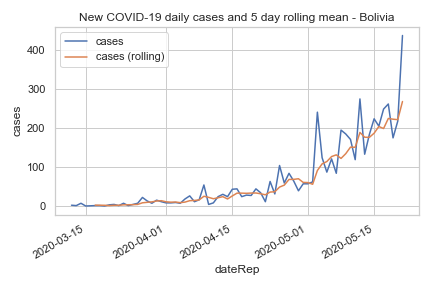 New COVID-19 daily cases and 5 day rolling mean - Bolivia
cases
cases (rolling)
400
300
200
100
0
cases
2020-03-15
2020-04-01
2020-04-15
2020-05-01
2020-05-15
dateRep